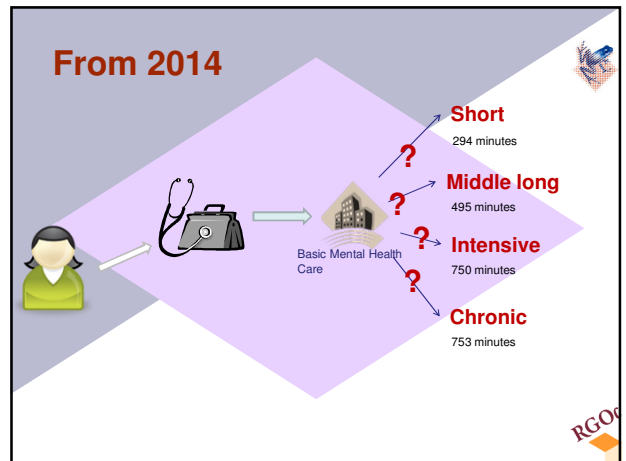 From 2014
Short
294 minutes
?
Middle long
495 minutes
?
Basic Mental Health
Care
?
Intensive
750 minutes
?
Chronic
753 minutes